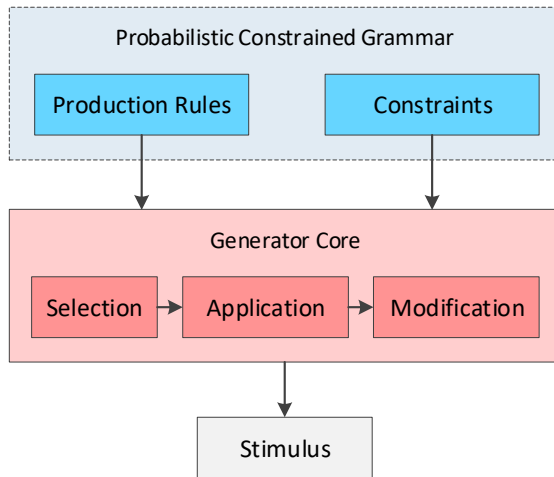 Probabilistic Constrained Grammar
Production Rules
Constraints
Generator Core
Selection
Application
Modification
Stimulus